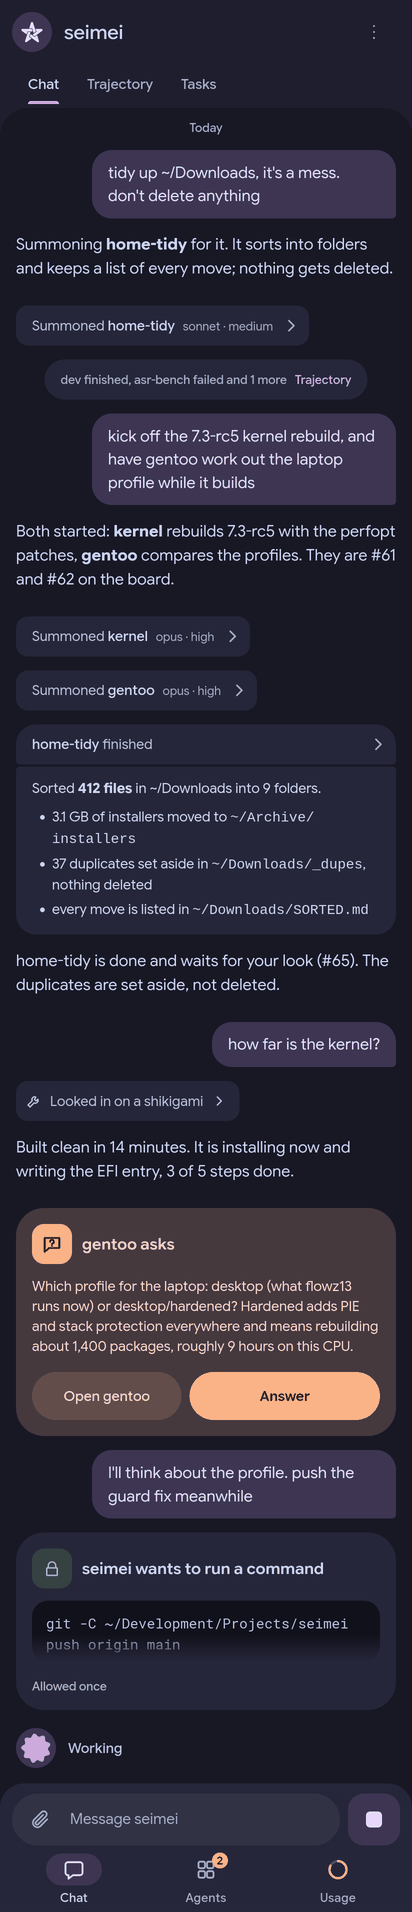 seimei
Chat Trajectory Tasks
Today
tidy up ~/Downloads, it's a mess.
don't delete anything
Summoning home-tidy for it. It sorts into folders
and keeps a list of every move; nothing gets deleted.
Summoned home-tidy sonnet · medium
dev finished, asr-bench failed and 1 more Trajectory
kick off the 7.3-rc5 kernel rebuild, and
have gentoo work out the laptop
profile while it builds
Both started: kernel rebuilds 7.3-rc5 with the perfopt
patches, gentoo compares the profiles. They are #61
and #62 on the board.
Summoned kernel opus · high
Summoned gentoo opus · high
home-tidy finished
Sorted 412 files in ~/Downloads into 9 folders.
• 3.1 GB of installers moved to ~/Archive/
installers
• 37 duplicates set aside in ~/Downloads/_dupes,
nothing deleted
• every move is listed in ~/Downloads/SORTED.md
home-tidy is done and waits for your look (#65). The
duplicates are set aside, not deleted.
how far is the kernel?
Looked in on a shikigami
Built clean in 14 minutes. It is installing now and
writing the EFI entry, 3 of 5 steps done.
gentoo asks
Which profile for the laptop: desktop (what flowz13
runs now) or desktop/hardened? Hardened adds PIE
and stack protection everywhere and means rebuilding
about 1,400 packages, roughly 9 hours on this CPU.
Open gentoo Answer
I'll think about the profile. push the
guard fix meanwhile
seimei wants to run a command
git -C ~/Development/Projects/seimei
push origin main
Allowed once
Working
Message seimei
2
Chat Agents Usage